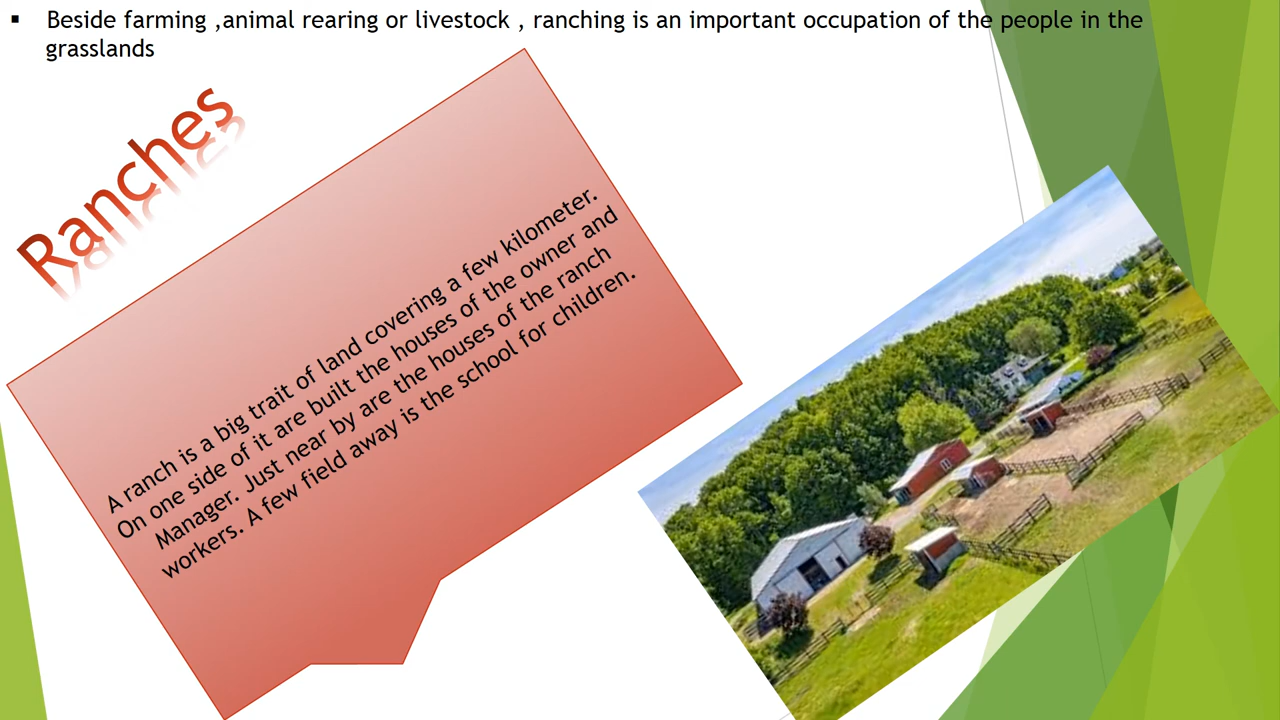 ▪ Beside farming ,animal rearing or livestock , ranching is an important occupation of the people in the
grasslands
Ranches
A ranch is a big trait of land covering a few kilometer.
On one side of it are built the houses of the owner and
Manager. Just near by are the houses of the ranch
workers. A few field away is the school for children.